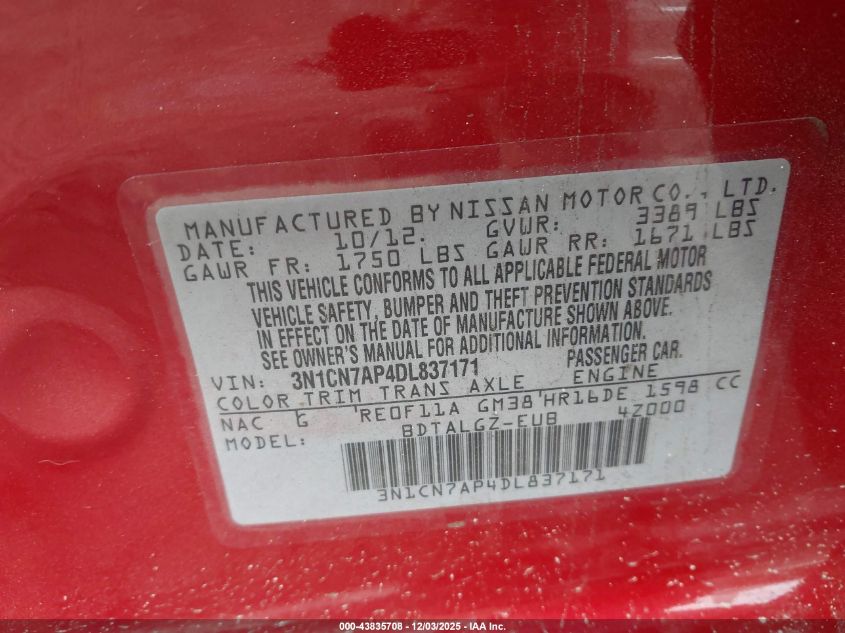 MANUFACTURED BY NISSAN MOTOR CO., LTD.
DATE: 10/12. GVWR: 3389 LBS
GAWR FR: 1750 LBS GAWR RR: 1671 LBS
THIS VEHICLE CONFORMS TO ALL APPLICABLE FEDERAL MOTOR
VEHICLE SAFETY, BUMPER AND THEFT PREVENTION STANDARDS
IN EFFECT ON THE DATE OF MANUFACTURE SHOWN ABOVE.
SEE OWNER'S MANUAL FOR ADDITIONAL INFORMATION.
VIN: 3N1CN7AP4DL837171 PASSENGER CAR.
COLOR TRIM TRANS AXLE ENGINE
NAC G RE0F11A GM38 HR16DE 1598 CC
MODEL: BDTALGZ-EUB 4Z000
3N1CN7AP4DL837171
000-43835708 - 12/03/2025 - IAA Inc.